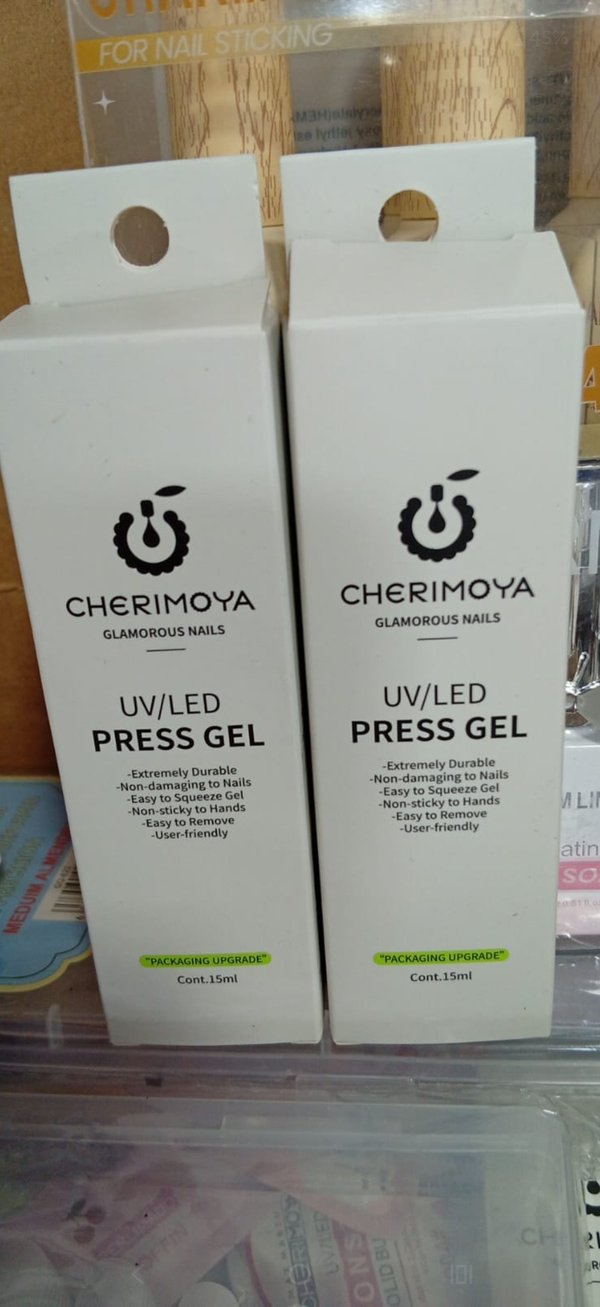 FOR NAIL STICKING
CHERIMOYA
GLAMOROUS NAILS
UV/LED
PRESS GEL
-Extremely Durable
-Non-damaging to Nails
-Easy to Squeeze Gel
-Non-sticky to Hands
-Easy to Remove
-User-friendly
"PACKAGING UPGRADE"
Cont.15ml
CHERIMOYA
GLAMOROUS NAILS
UV/LED
PRESS GEL
-Extremely Durable
-Non-damaging to Nails
-Easy to Squeeze Gel
-Non-sticky to Hands
-Easy to Remove
-User-friendly
"PACKAGING UPGRADE"
Cont.15ml